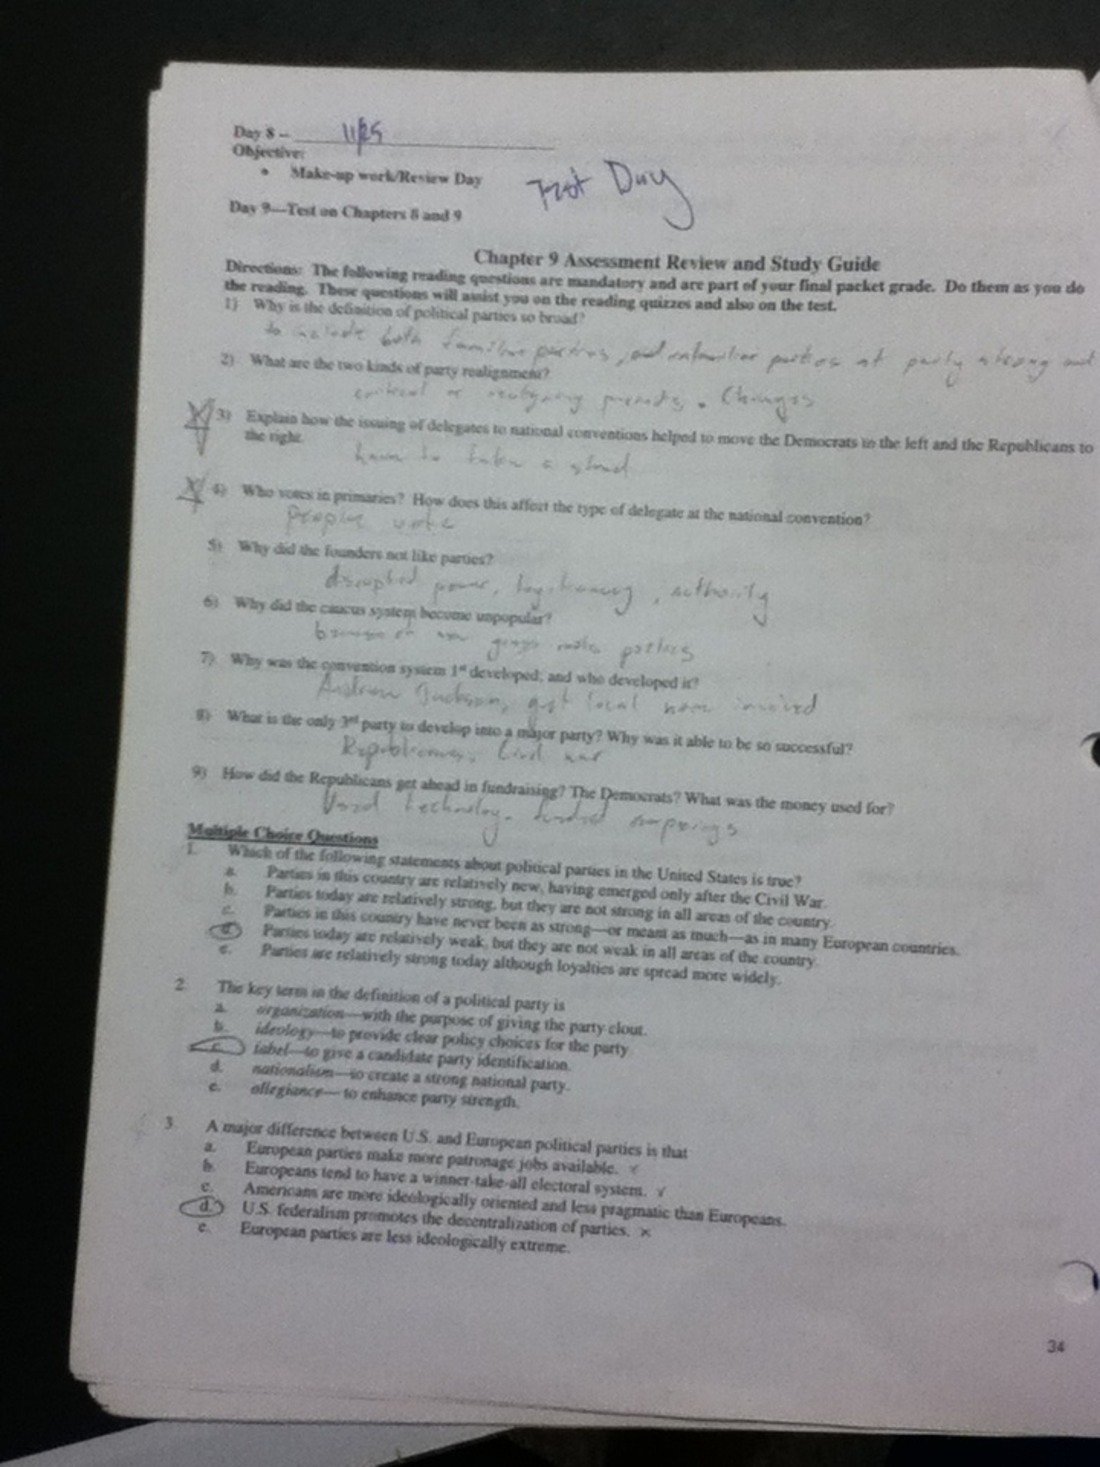 Day 8 – 11/25
Objective:
• Make-up work/Review Day
Test Day
Day 9—Test on Chapters 8 and 9
Chapter 9 Assessment Review and Study Guide
Directions: The following reading questions are mandatory and are part of your final packet grade. Do them as you do
the reading. These questions will assist you on the reading quizzes and also on the test.
1) Why is the definition of political parties so broad?
to include both familiar parties, and unfamiliar parties at party strong and
2) What are the two kinds of party realignment?
critical or realigning periods. Changes
3) Explain how the issuing of delegates to national conventions helped to move the Democrats to the left and the Republicans to
the right.
have to take a stand
4) Who votes in primaries? How does this affect the type of delegate at the national convention?
People vote
5) Why did the founders not like parties?
disrupted power, legitimacy, authority
6) Why did the caucus system become unpopular?
because of
7) Why was the convention system 1st developed, and who developed it?
Andrew Jackson, get local more involved
8) What is the only 3rd party to develop into a major party? Why was it able to be so successful?
Republicans, Civil war
9) How did the Republicans get ahead in fundraising? The Democrats? What was the money used for?
Used technology.
Multiple Choice Questions
1. Which of the following statements about political parties in the United States is true?
a. Parties in this country are relatively new, having emerged only after the Civil War.
b. Parties today are relatively strong, but they are not strong in all areas of the country.
c. Parties in this country have never been as strong—or meant as much—as in many European countries.
d. Parties today are relatively weak, but they are not weak in all areas of the country.
e. Parties are relatively strong today although loyalties are spread more widely.
2. The key term in the definition of a political party is
a. organization—with the purpose of giving the party clout.
b. ideology—to provide clear policy choices for the party
c. label—to give a candidate party identification.
d. nationalism—to create a strong national party.
e. allegiance— to enhance party strength.
3. A major difference between U.S. and European political parties is that
a. European parties make more patronage jobs available.
b. Europeans tend to have a winner-take-all electoral system.
c. Americans are more ideologically oriented and less pragmatic than Europeans.
d. U.S. federalism promotes the decentralization of parties.
e. European parties are less ideologically extreme.
34